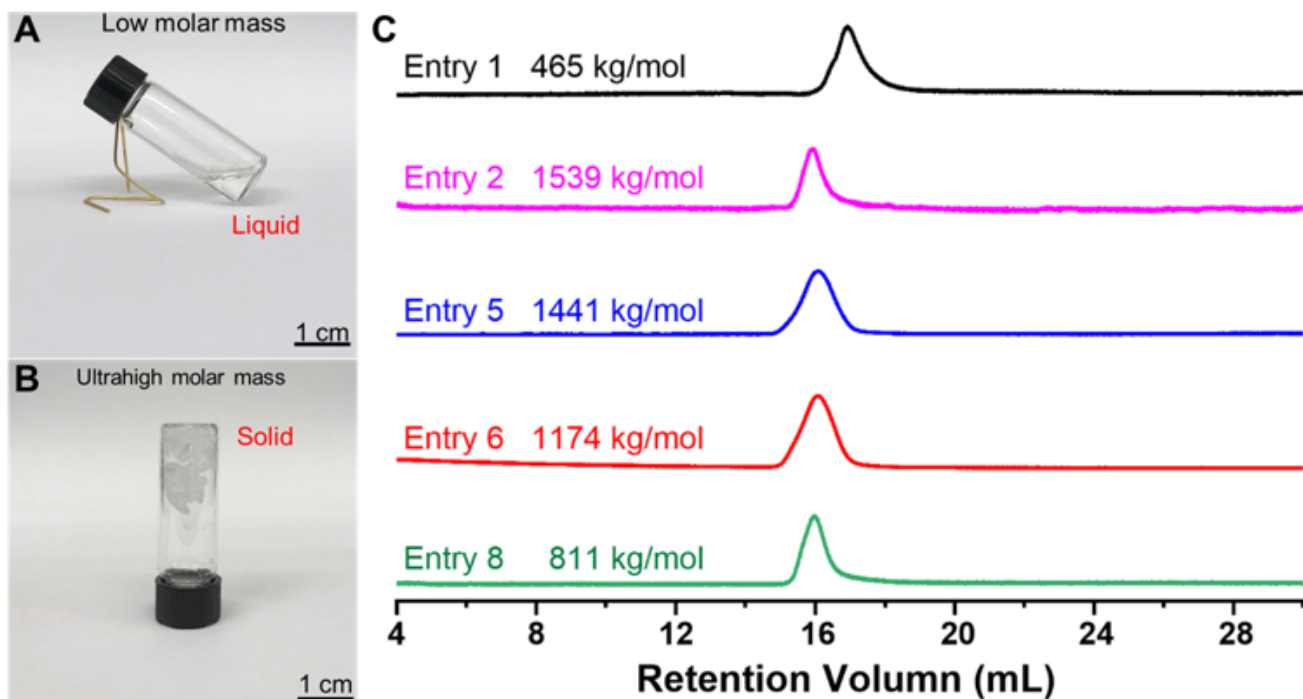 A
Low molar mass
Liquid
1 cm
B
Ultrahigh molar mass
Solid
1 cm
C
Entry 1 465 kg/mol
Entry 2 1539 kg/mol
Entry 5 1441 kg/mol
Entry 6 1174 kg/mol
Entry 8 811 kg/mol
4 8 12 16 20 24 28
Retention Volumn (mL)